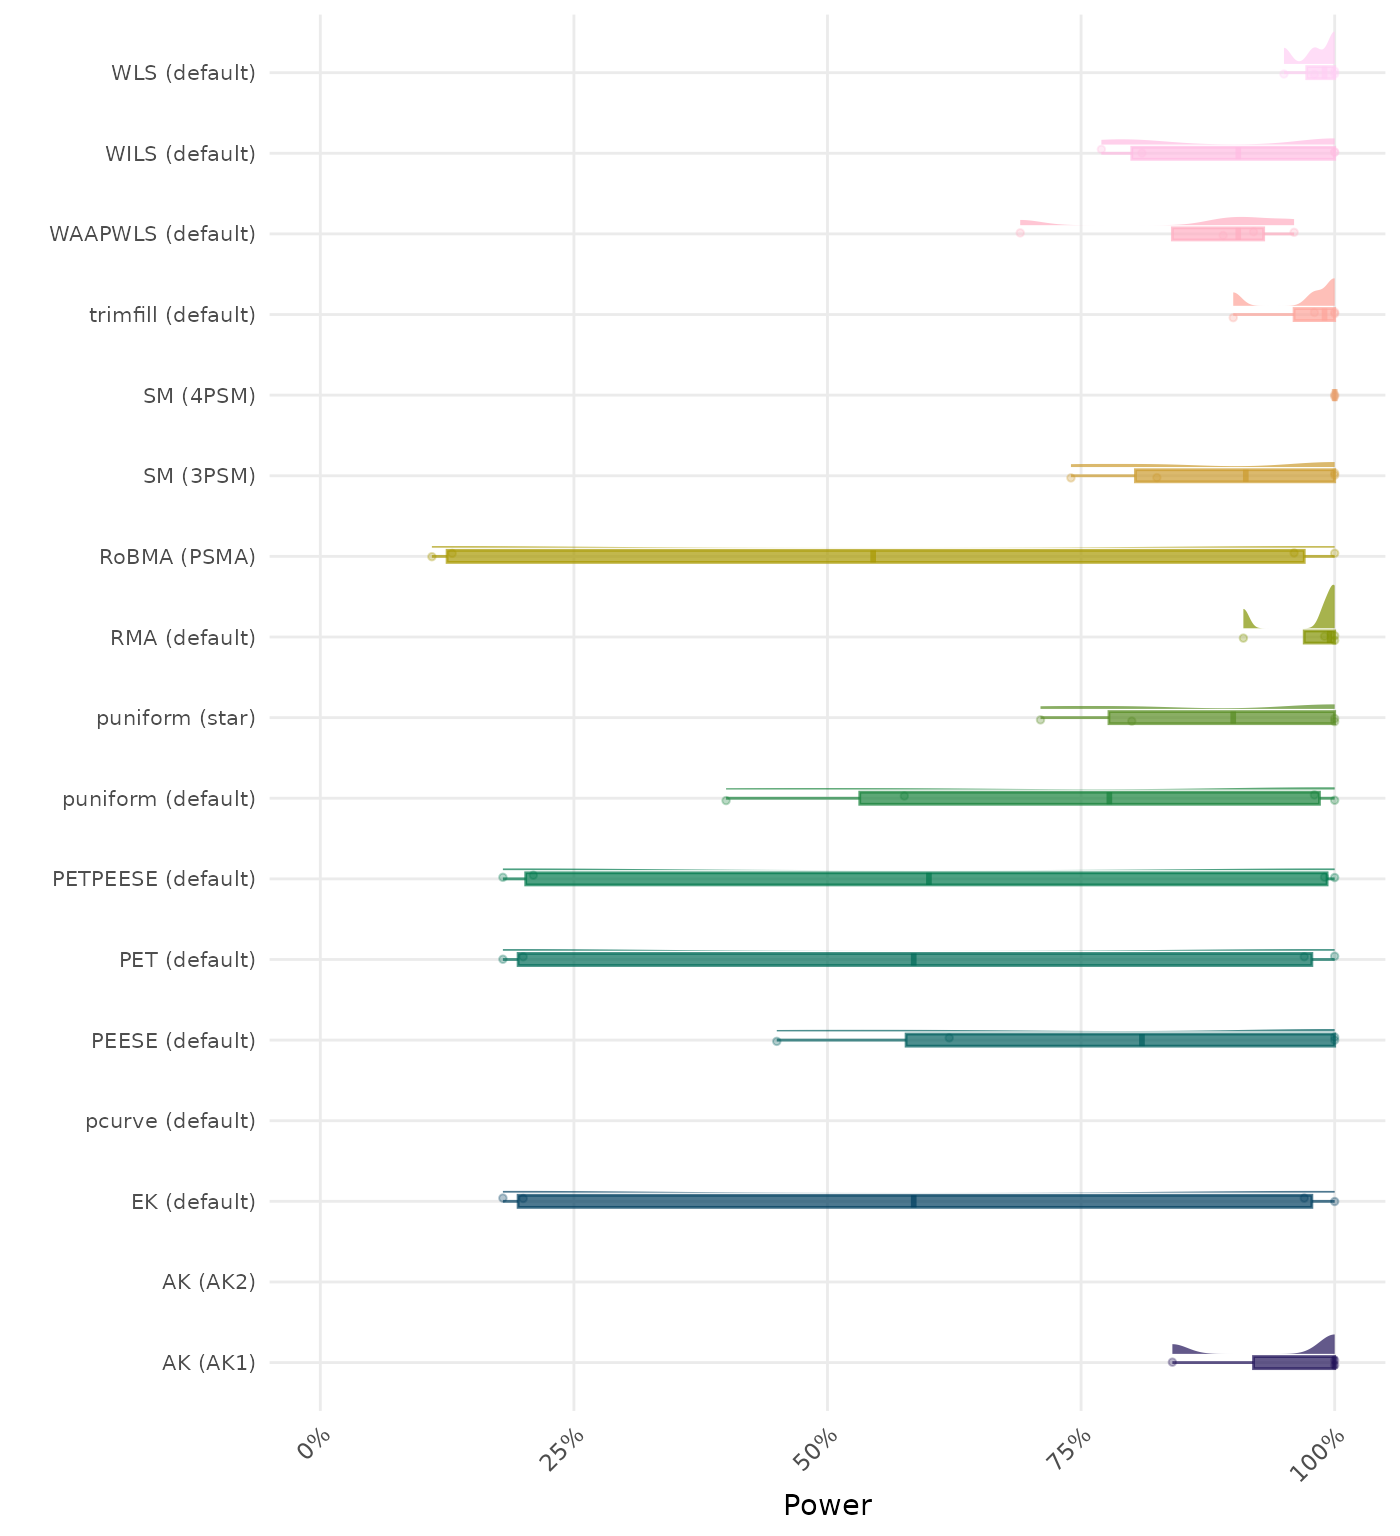 WLS (default)
WILS (default)
WAAPWLS (default)
trimfill (default)
SM (4PSM)
SM (3PSM)
RoBMA (PSMA)
RMA (default)
puniform (star)
puniform (default)
PETPEESE (default)
PET (default)
PEESE (default)
pcurve (default)
EK (default)
AK (AK2)
AK (AK1)
0% 25% 50% 75% 100%
Power